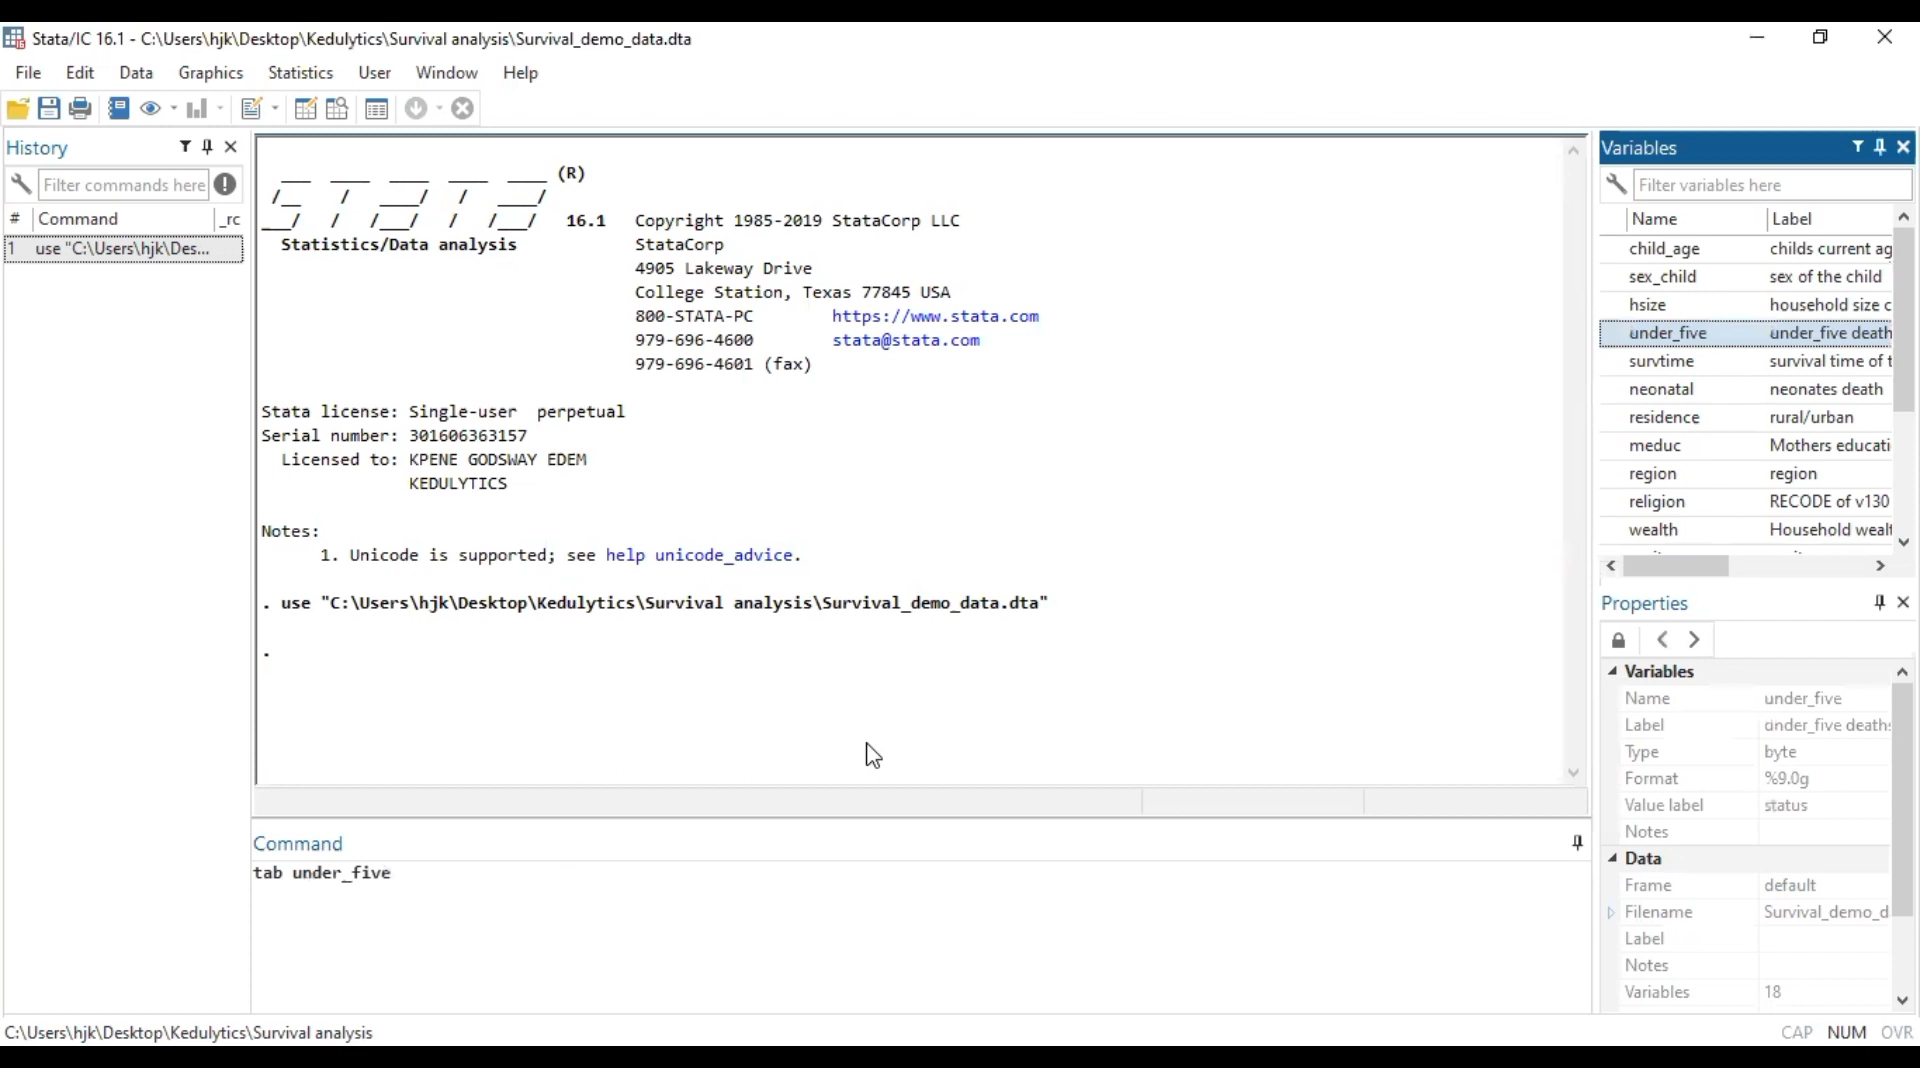 Stata/IC 16.1 - C:\Users\hjk\Desktop\Kedulytics\Survival analysis\Survival_demo_data.dta
File Edit Data Graphics Statistics User Window Help
History
Filter commands here
# Command _rc
1 use "C:\Users\hjk\Des...
(R)
16.1 Copyright 1985-2019 StataCorp LLC
Statistics/Data analysis StataCorp
4905 Lakeway Drive
College Station, Texas 77845 USA
800-STATA-PC https://www.stata.com
979-696-4600 stata@stata.com
979-696-4601 (fax)
Stata license: Single-user perpetual
Serial number: 301606363157
Licensed to: KPENE GODSWAY EDEM
KEDULYTICS
Notes:
1. Unicode is supported; see help unicode_advice.
. use "C:\Users\hjk\Desktop\Kedulytics\Survival analysis\Survival_demo_data.dta"
.
Command
tab under_five
Variables
Filter variables here
Name Label
child_age childs current ag
sex_child sex of the child
hsize household size c
under_five under_five death
survtime survival time of t
neonatal neonates death
residence rural/urban
meduc Mothers educati
region region
religion RECODE of v130
wealth Household wealt
Properties
Variables
Name under_five
Label under_five deaths
Type byte
Format %9.0g
Value label status
Notes
Data
Frame default
Filename Survival_demo_d
Label
Notes
Variables 18
C:\Users\hjk\Desktop\Kedulytics\Survival analysis
CAP NUM OVR